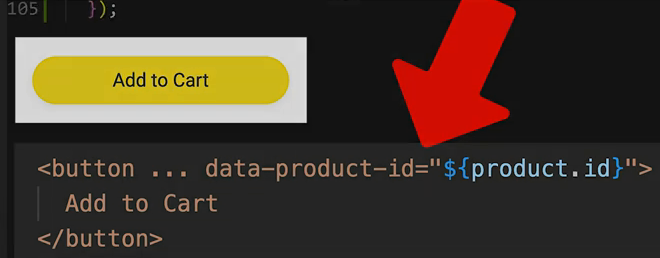 105 });
Add to Cart
<button ... data-product-id="${product.id}">
Add to Cart
</button>